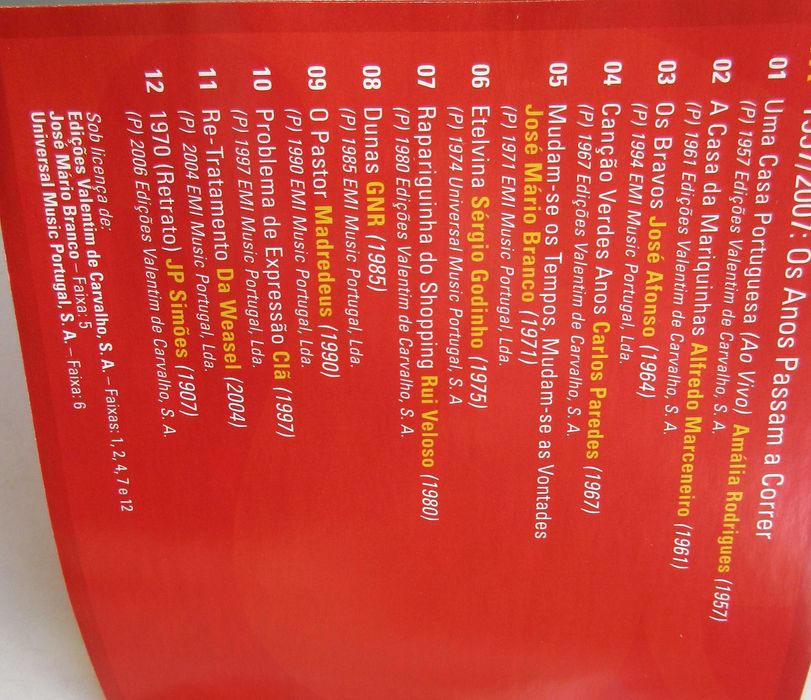 1957/2007: Os Anos Passam a Correr
01 Uma Casa Portuguesa (Ao Vivo) Amália Rodrigues (1957)
(P) 1957 Edições Valentim de Carvalho, S. A.
02 A Casa da Mariquinhas Alfredo Marceneiro (1961)
(P) 1961 Edições Valentim de Carvalho, S. A.
03 Os Bravos José Afonso (1964)
(P) 1994 EMI Music Portugal, Lda.
04 Canção Verdes Anos Carlos Paredes (1967)
(P) 1967 Edições Valentim de Carvalho, S. A.
05 Mudam-se os Tempos, Mudam-se as Vontades
José Mário Branco (1971)
(P) 1971 EMI Music Portugal, Lda.
06 Etelvina Sérgio Godinho (1975)
(P) 1974 Universal Music Portugal, S. A
07 Rapariguinha do Shopping Rui Veloso (1980)
(P) 1980 Edições Valentim de Carvalho, S. A.
08 Dunas GNR (1985)
(P) 1985 EMI Music Portugal, Lda.
09 O Pastor Madredeus (1990)
(P) 1990 EMI Music Portugal, Lda.
10 Problema de Expressão Clã (1997)
(P) 1997 EMI Music Portugal, Lda.
11 Re-Tratamento Da Weasel (2004)
(P) 2004 EMI Music Portugal, Lda.
12 1970 (Retrato) JP Simões (1907)
(P) 2006 Edições Valentim de Carvalho, S. A.
Sob licença de:
Edições Valentim de Carvalho, S. A. – Faixas: 1, 2, 4, 7 e 12
José Mário Branco – Faixa: 5
Universal Music Portugal, S. A. – Faixa: 6